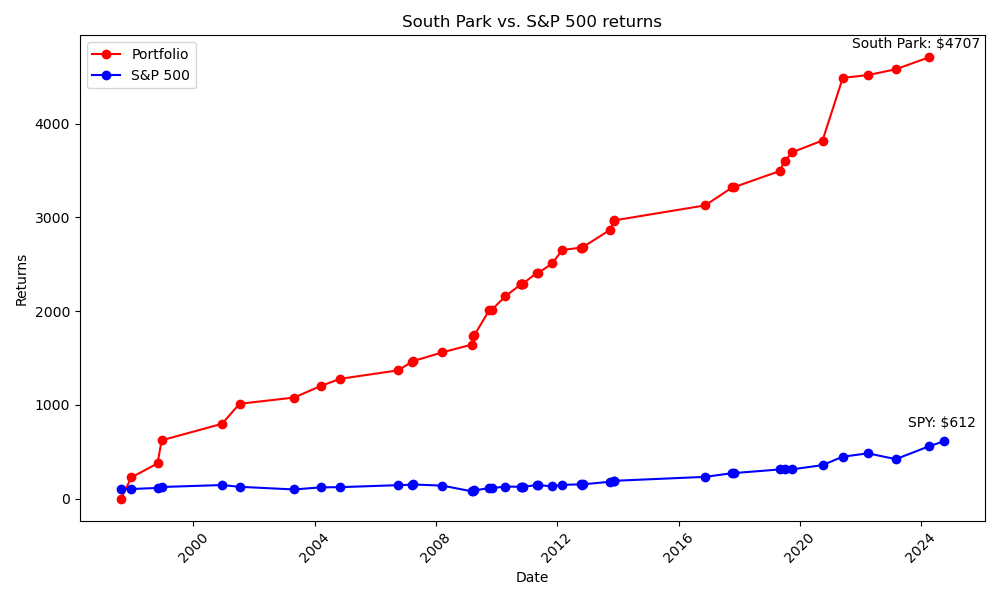 South Park vs. S&P 500 returns
South Park: $4707
Portfolio
S&P 500
SPY: $612
Returns
4000
3000
2000
1000
0
2000
2004
2008
2012
2016
2020
2024
Date